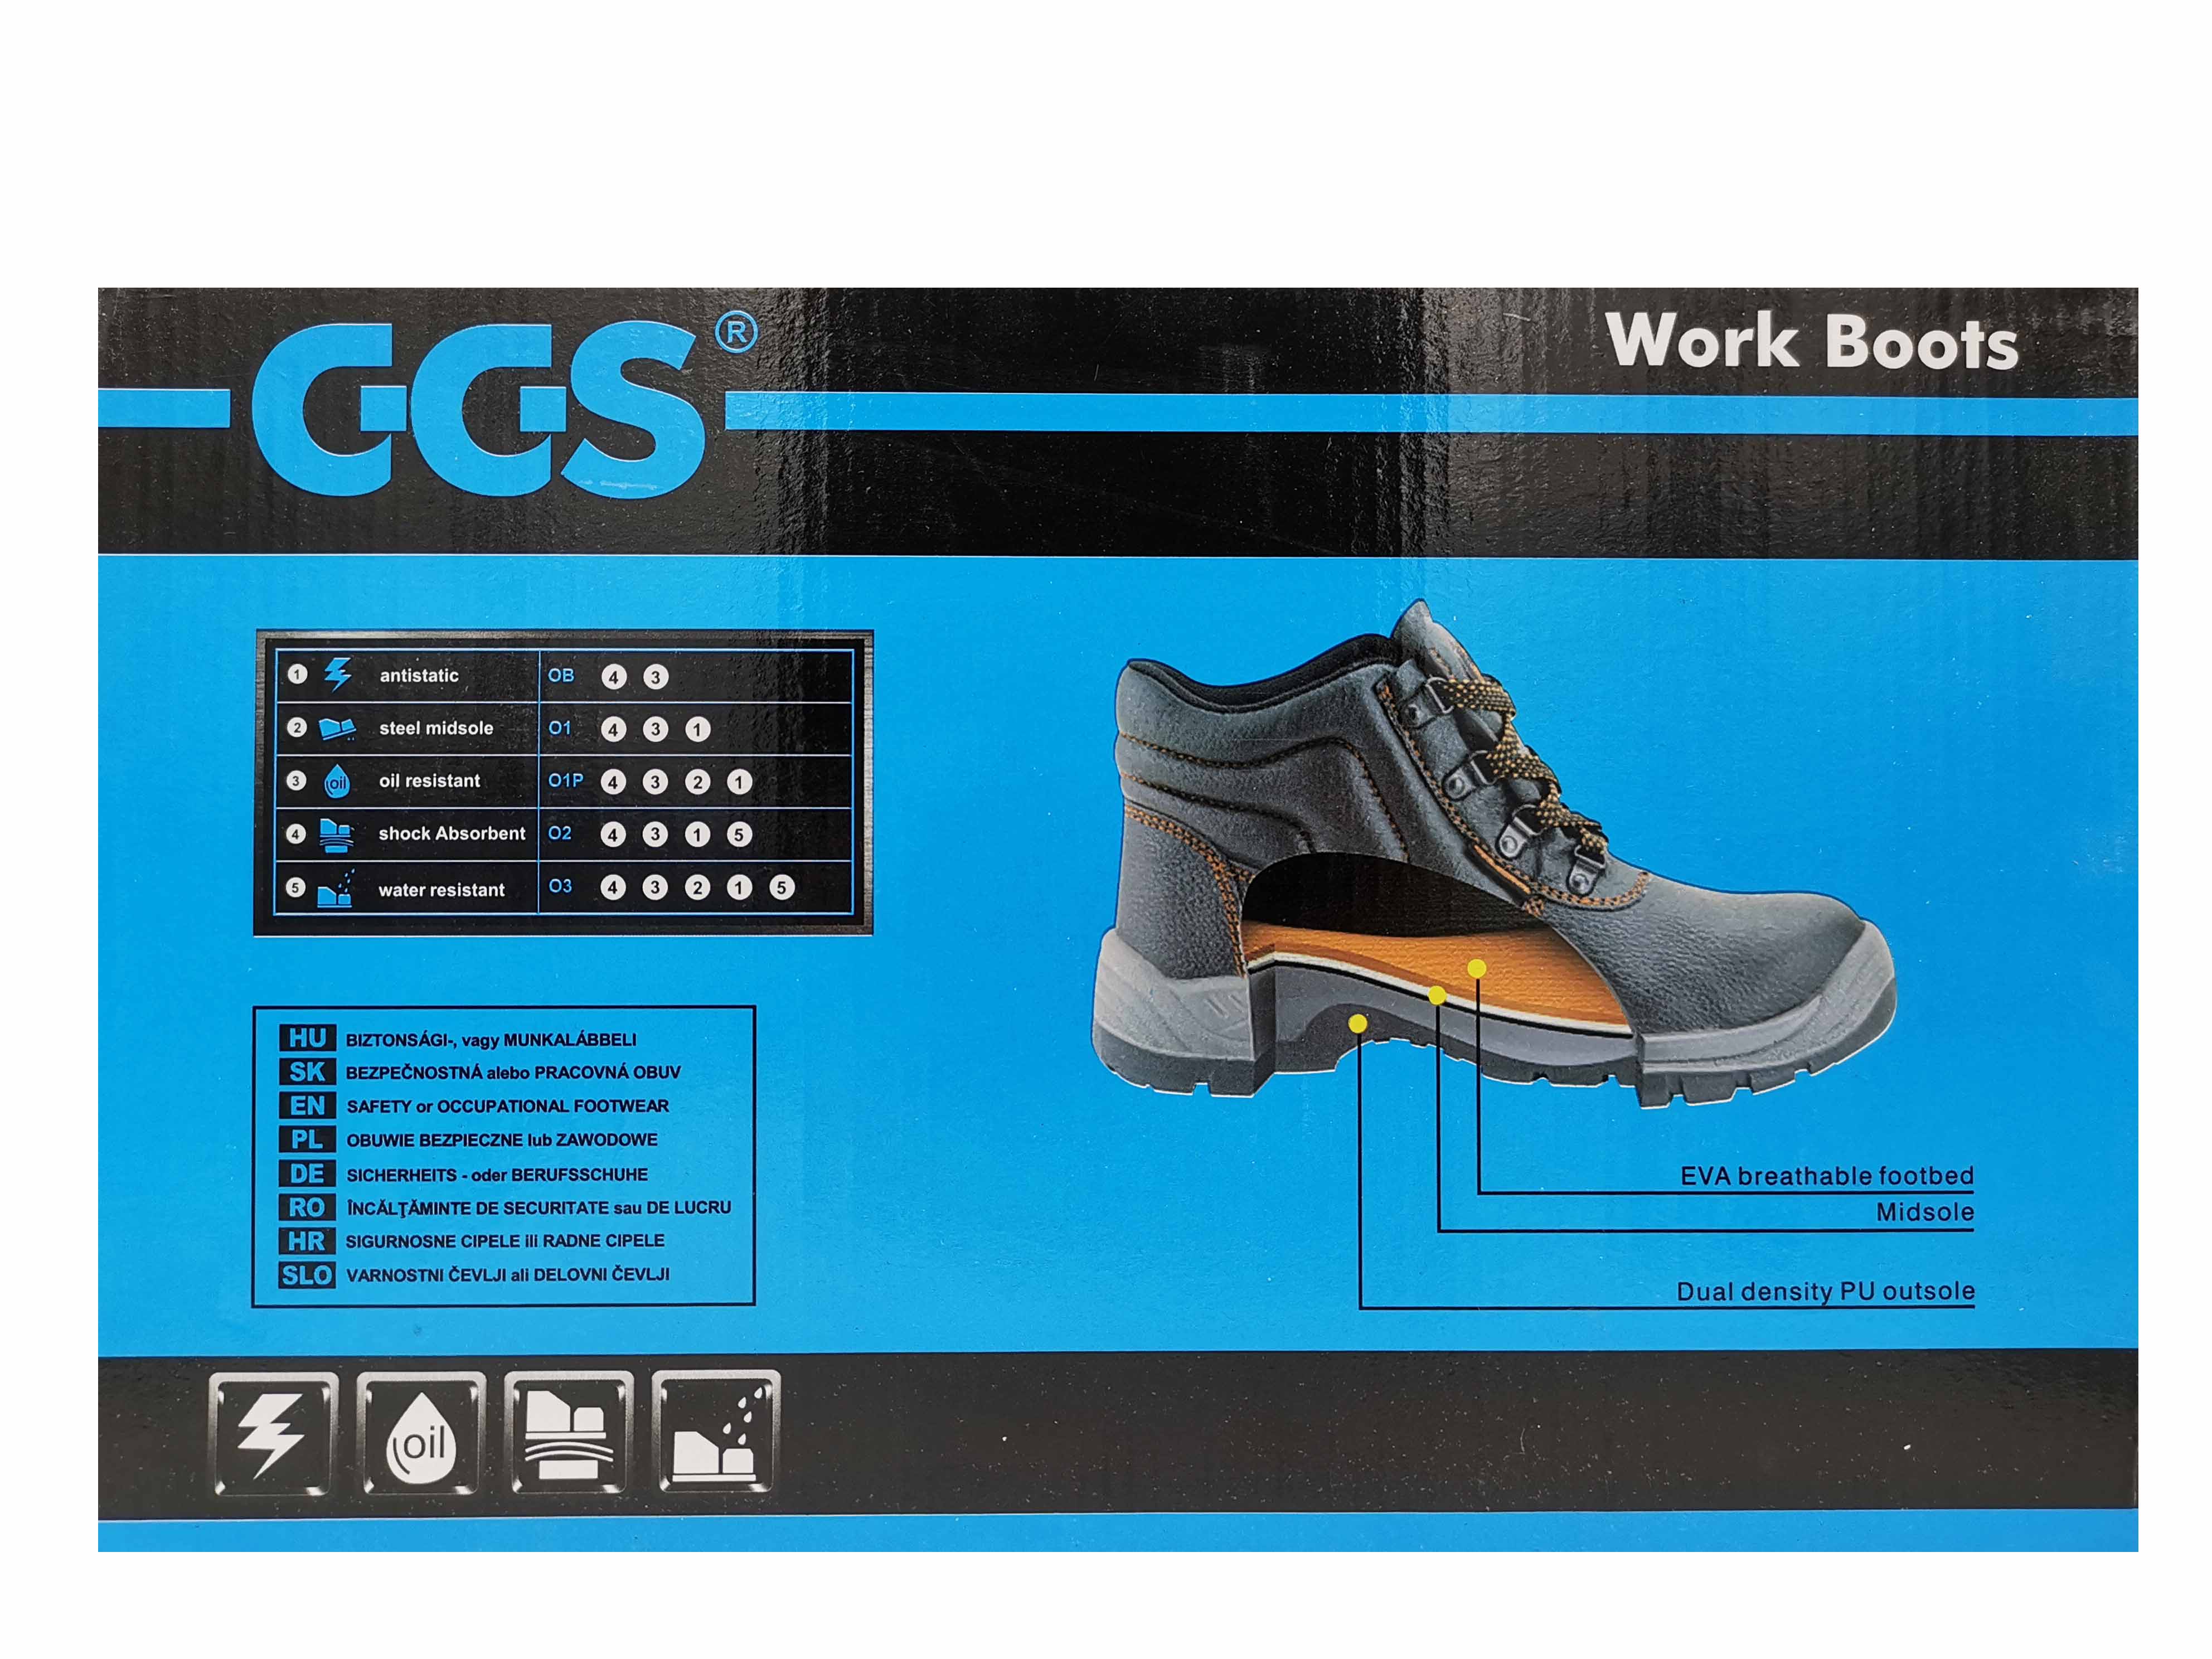 GGS®
Work Boots
1 antistatic OB 4 3
2 steel midsole O1 4 3 1
3 oil oil resistant O1P 4 3 2 1
4 shock Absorbent O2 4 3 1 5
5 water resistant O3 4 3 2 1 5
HU BIZTONSÁGI-, vagy MUNKALÁBBELI
SK BEZPEČNOSTNÁ alebo PRACOVNÁ OBUV
EN SAFETY or OCCUPATIONAL FOOTWEAR
PL OBUWIE BEZPIECZNE lub ZAWODOWE
DE SICHERHEITS - oder BERUFSSCHUHE
RO ÎNCĂLŢĂMINTE DE SECURITATE sau DE LUCRU
HR SIGURNOSNE CIPELE ili RADNE CIPELE
SLO VARNOSTNI ČEVLJI ali DELOVNI ČEVLJI
EVA breathable footbed
Midsole
Dual density PU outsole
oil